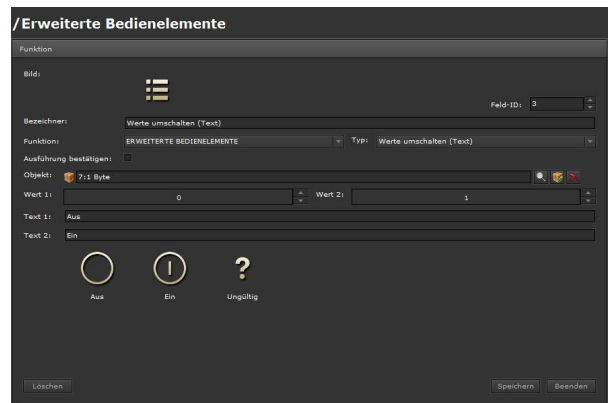 /Erweiterte Bedienelemente
Funktion
Bild:
Feld-ID: 3
Bezeichner: Werte umschalten (Text)
Funktion: ERWEITERTE BEDIENELEMENTE Typ: Werte umschalten (Text)
Ausführung bestätigen:
Objekt: 7:1 Byte
Wert 1: 0 Wert 2: 1
Text 1: Aus
Text 2: Ein
Aus Ein Ungültig
Löschen Speichern Beenden